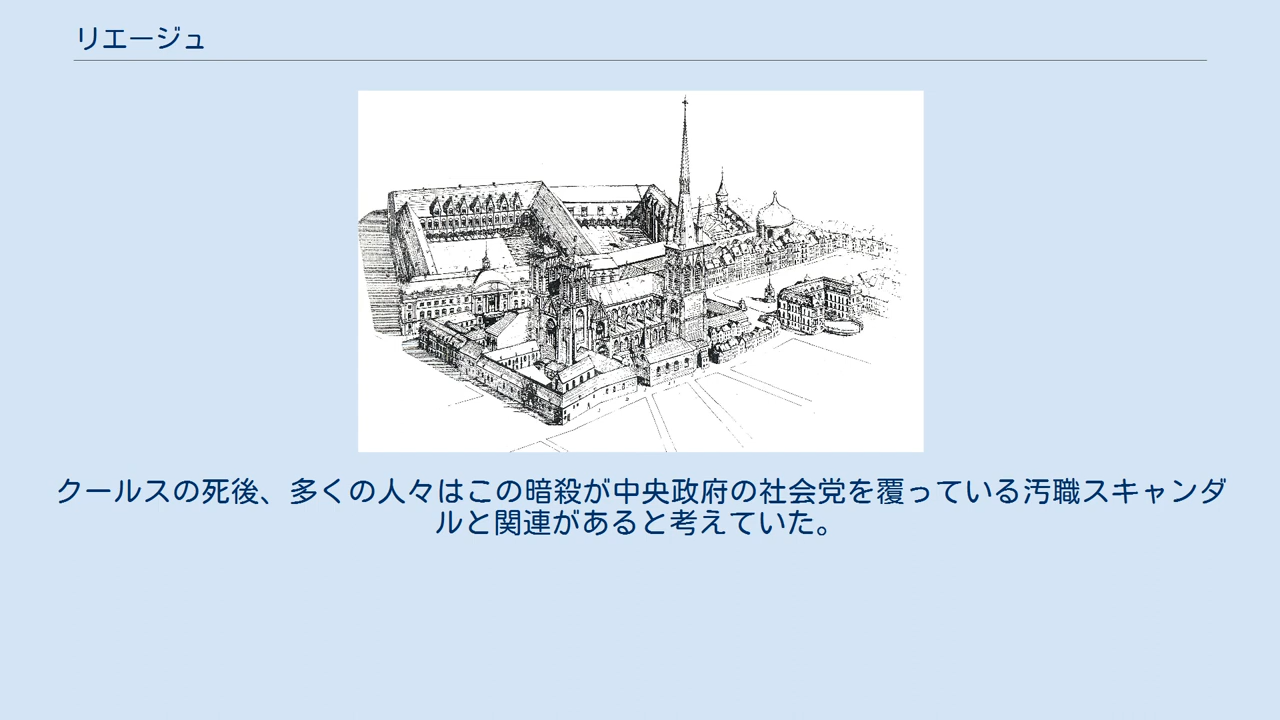 リエージュ
クールスの死後、多くの人々はこの暗殺が中央政府の社会党を覆っている汚職スキャンダ
ルと関連があると考えていた。